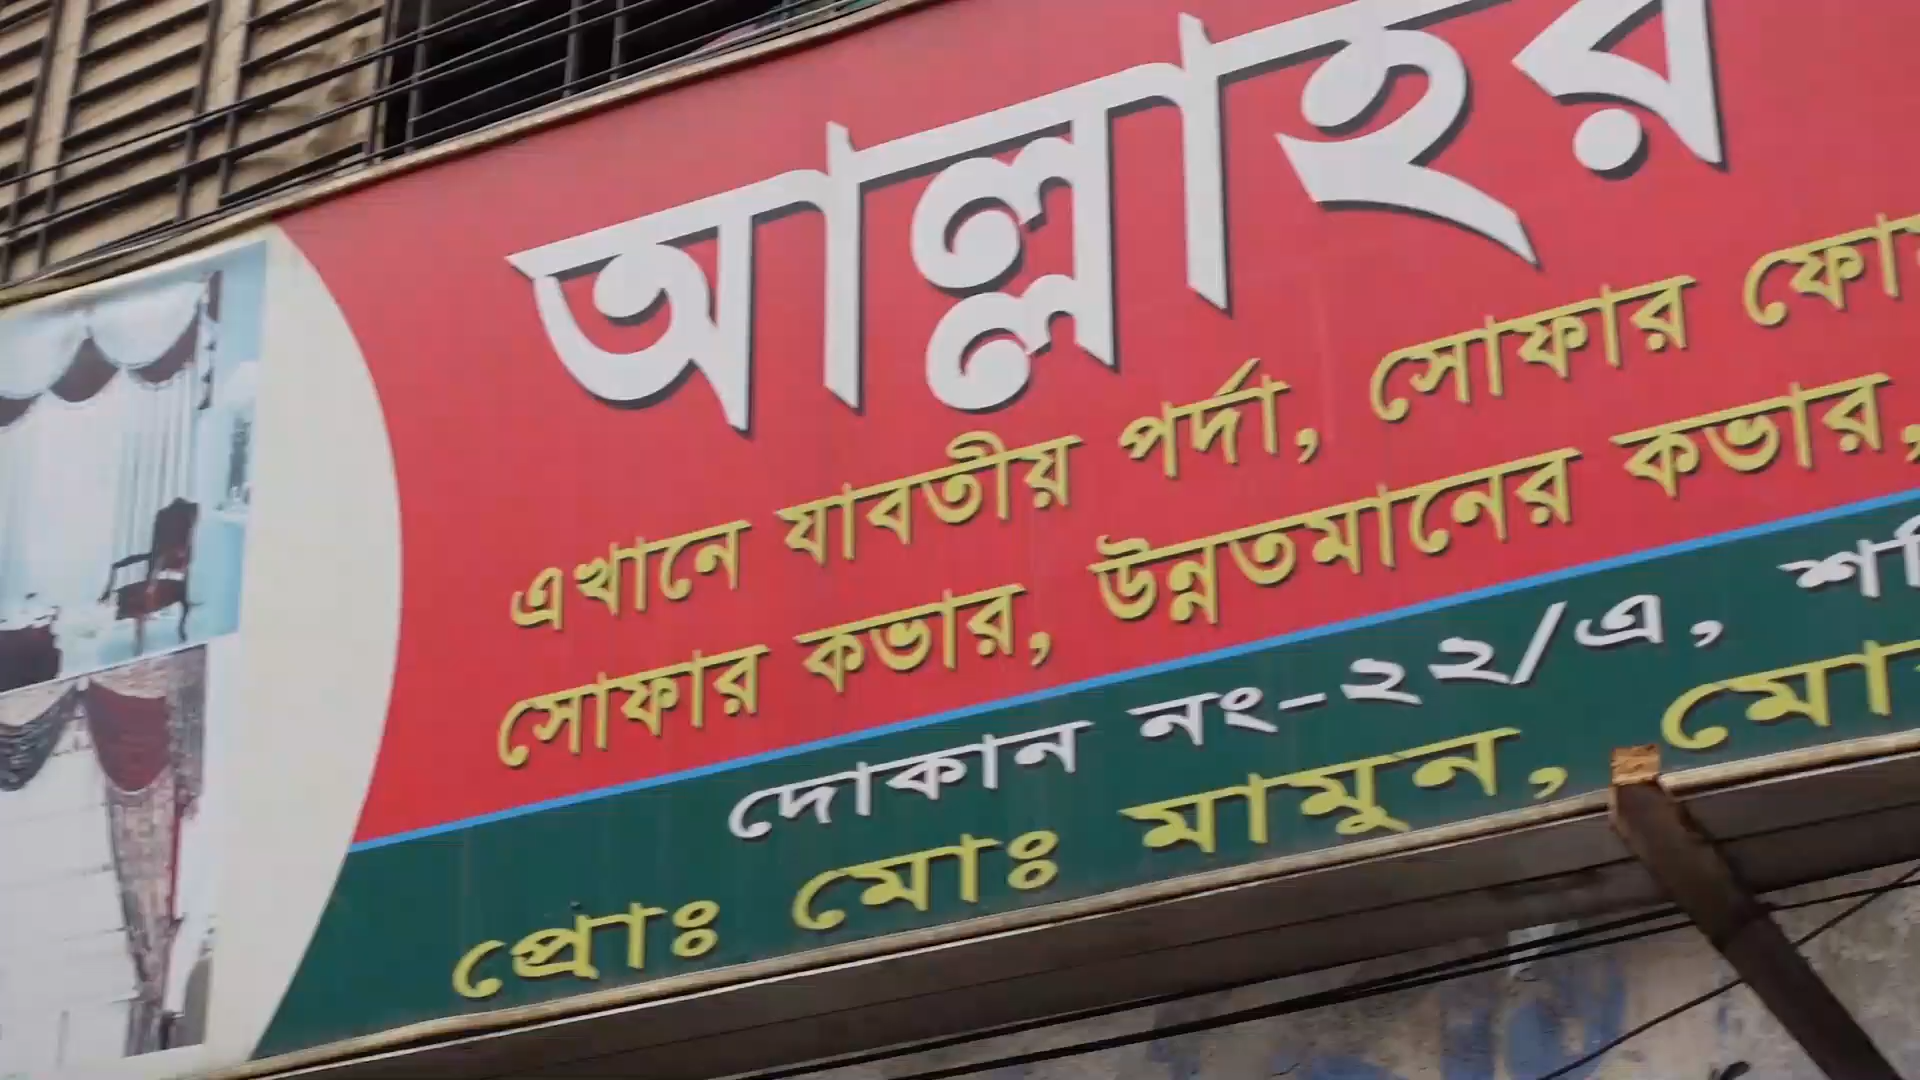 আল্লাহর
এখানে যাবতীয় পর্দা, সোফার
সোফার কভার, উন্নতমানের কভার,
দোকান নং-২২/এ,
প্রোঃ মোঃ মামুন,